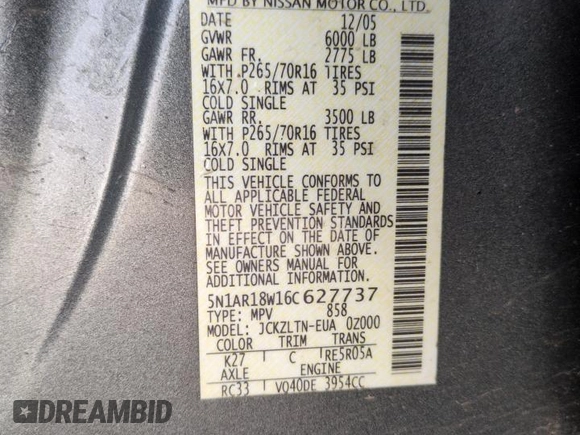 MFD BY NISSAN MOTOR CO., LTD.
DATE 12/05
GVWR 6000 LB
GAWR FR. 2775 LB
WITH P265/70R16 TIRES
16X7.0 RIMS AT 35 PSI
COLD SINGLE
GAWR RR. 3500 LB
WITH P265/70R16 TIRES
16X7.0 RIMS AT 35 PSI
COLD SINGLE
THIS VEHICLE CONFORMS TO
ALL APPLICABLE FEDERAL
MOTOR VEHICLE SAFETY AND
THEFT PREVENTION STANDARDS
IN EFFECT ON THE DATE OF
MANUFACTURE SHOWN ABOVE.
SEE OWNERS MANUAL FOR
ADDITIONAL INFORMATION.
5N1AR18W16C627737
TYPE: MPV 858
MODEL: JCKZLTN-EUA 0Z000
COLOR TRIM TRANS
K27 C RE5R05A
AXLE ENGINE
RC33 VQ40DE 3954CC
DREAMBID